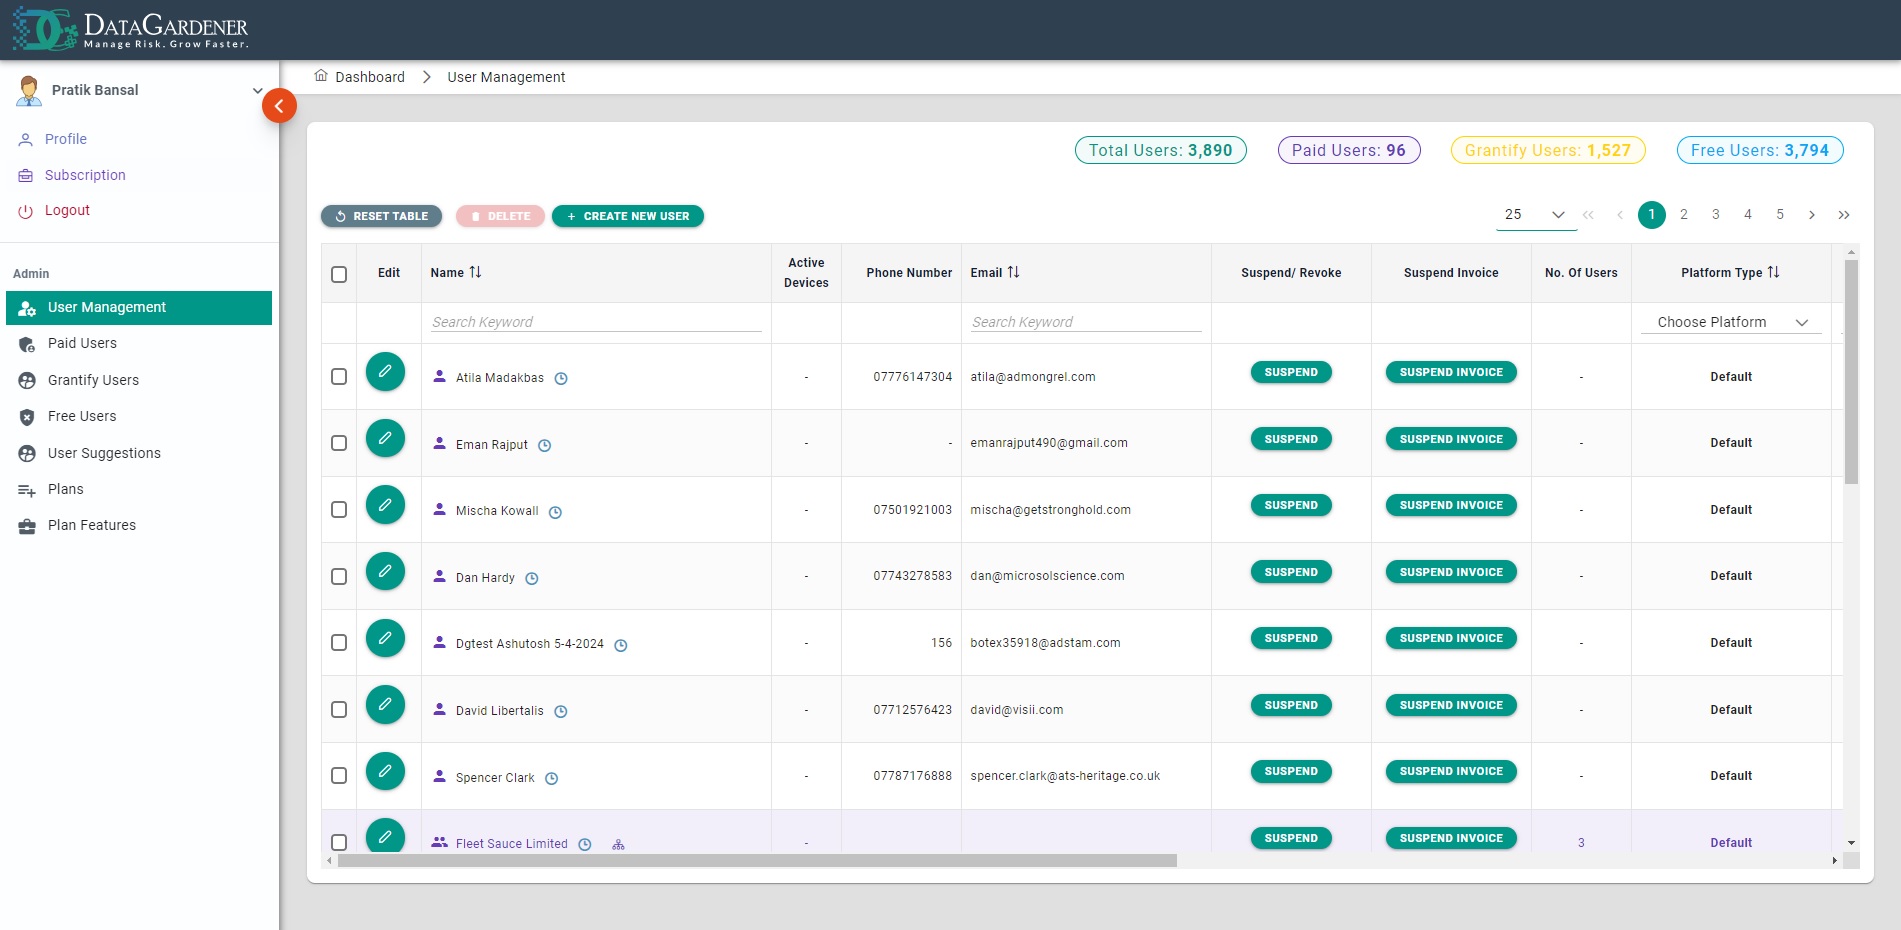 DATAGARDENER
Manage Risk. Grow Faster.
Pratik Bansal
Profile
Subscription
Logout
Admin
User Management
Paid Users
Grantify Users
Free Users
User Suggestions
Plans
Plan Features
Dashboard > User Management
Total Users: 3,890 Paid Users: 96 Grantify Users: 1,527 Free Users: 3,794
RESET TABLE DELETE + CREATE NEW USER 25 1 2 3 4 5
Edit Name Active Devices Phone Number Email Suspend/ Revoke Suspend Invoice No. Of Users Platform Type
Search Keyword Search Keyword Choose Platform
Atila Madakbas - 07776147304 atila@admongrel.com SUSPEND SUSPEND INVOICE - Default
Eman Rajput - - emanrajput490@gmail.com SUSPEND SUSPEND INVOICE - Default
Mischa Kowall - 07501921003 mischa@getstronghold.com SUSPEND SUSPEND INVOICE - Default
Dan Hardy - 07743278583 dan@microsolscience.com SUSPEND SUSPEND INVOICE - Default
Dgtest Ashutosh 5-4-2024 - 156 botex35918@adstam.com SUSPEND SUSPEND INVOICE - Default
David Libertalis - 07712576423 david@visii.com SUSPEND SUSPEND INVOICE - Default
Spencer Clark - 07787176888 spencer.clark@ats-heritage.co.uk SUSPEND SUSPEND INVOICE - Default
Fleet Sauce Limited - SUSPEND SUSPEND INVOICE 3 Default